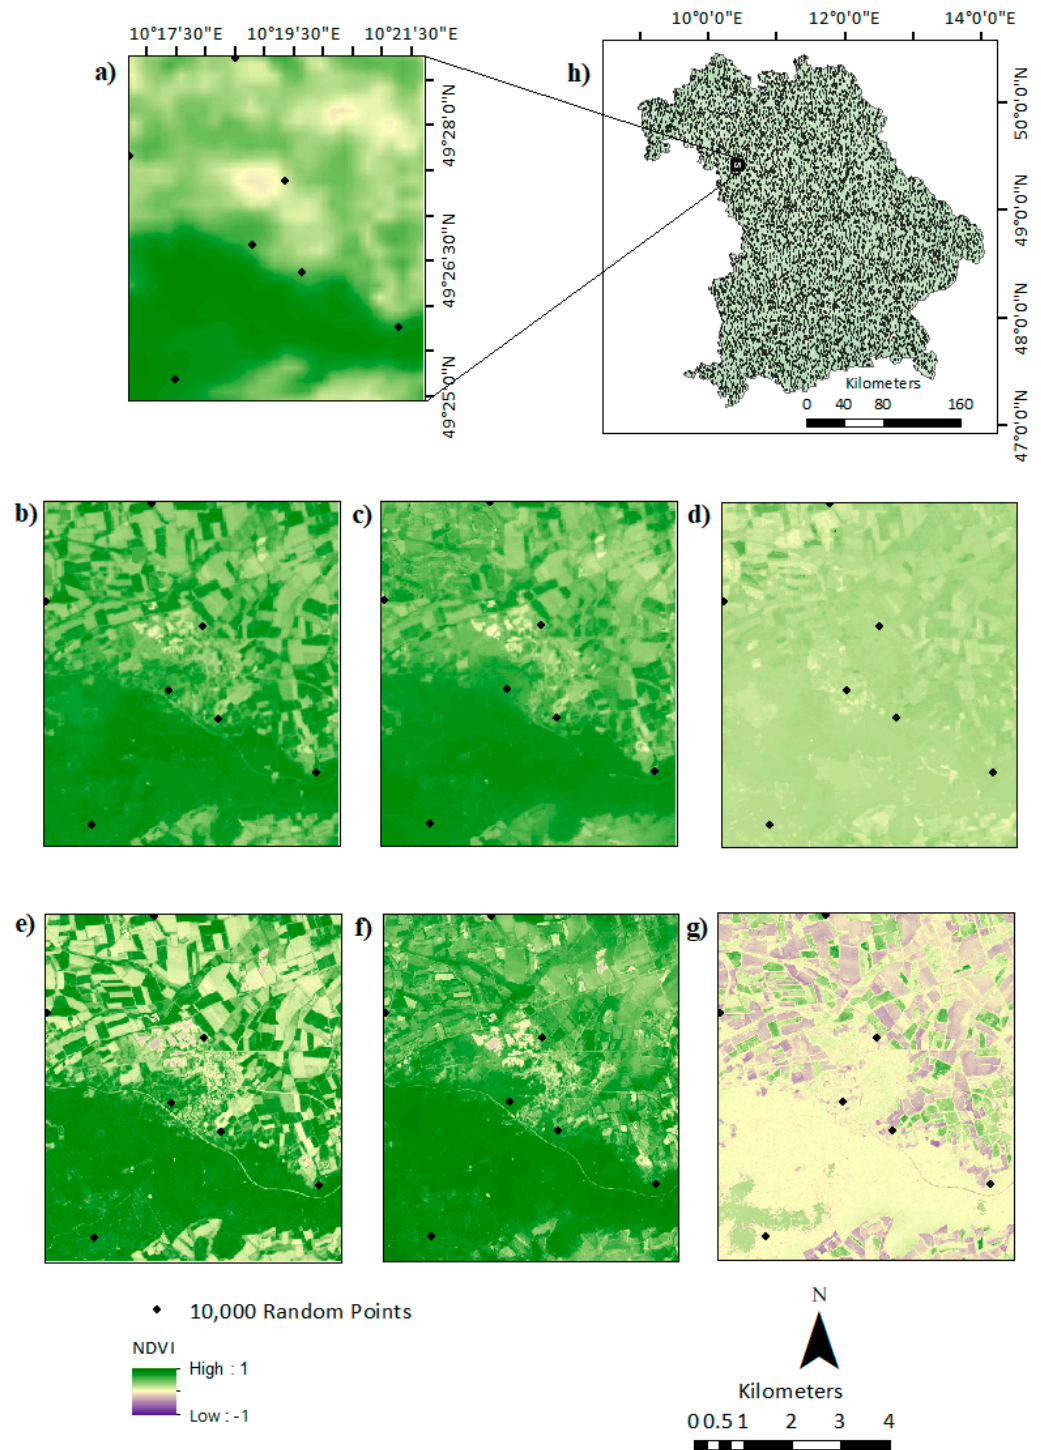 10°17'30"E 10°19'30"E 10°21'30"E
10°0'0"E 12°0'0"E 14°0'0"E
a)
h)
49°28'0"N
49°26'30"N
49°25'0"N
50°0'0"N
49°0'0"N
48°0'0"N
47°0'0"N
Kilometers
0 40 80 160
b)
c)
d)
e)
f)
g)
10,000 Random Points
NDVI
High : 1
Low : -1
N
Kilometers
0 0.5 1 2 3 4